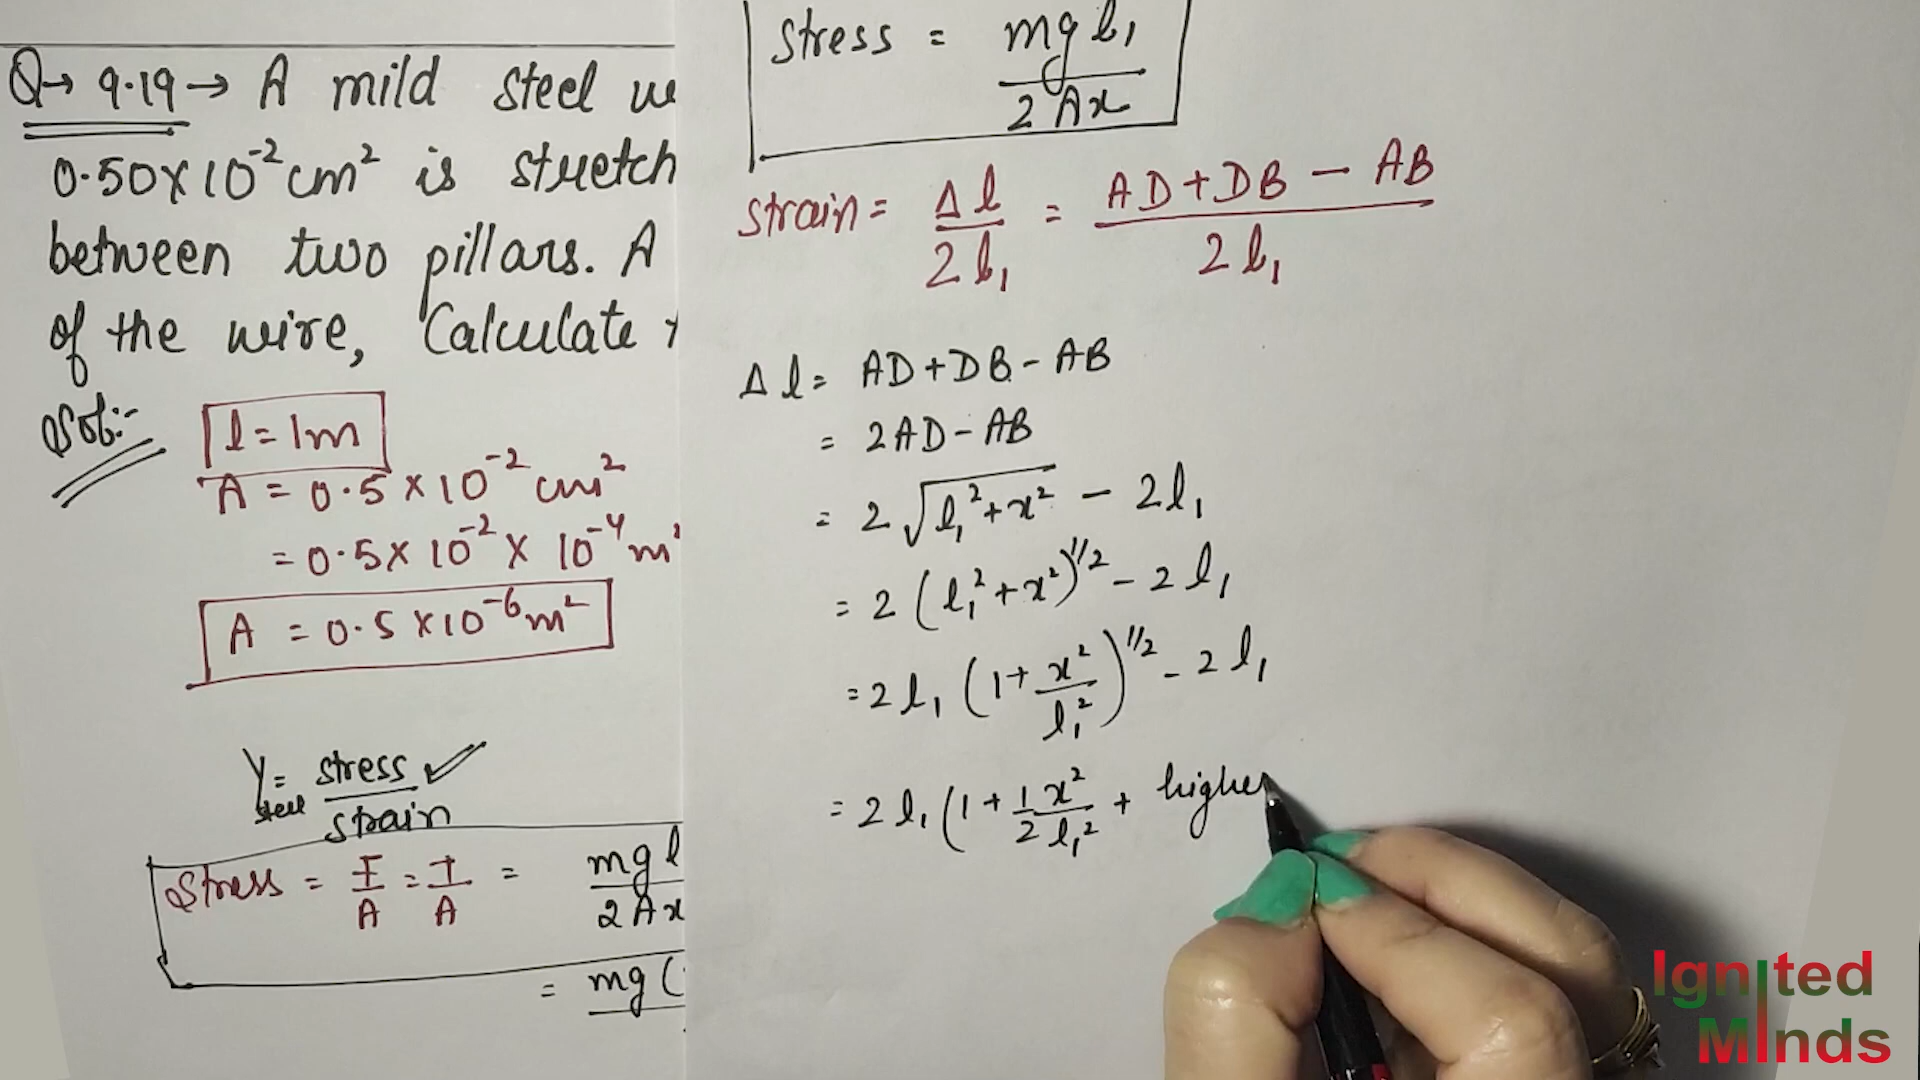 Q→ 9.19 → A mild steel
0.50×10⁻² cm² is stretch
between two pillars. A
of the wire, Calculate
Sol:-
l = 1m
A = 0.5 × 10⁻² cm²
= 0.5 × 10⁻² × 10⁻⁴ m²
A = 0.5 × 10⁻⁶ m²
Y steel = stress / strain ✓
Stress = F/A = T/A = mgl / 2Ax
= mg(
Stress = mgl₁ / 2Ax
Strain = Δl / 2l₁ = AD+DB − AB / 2l₁
Δl = AD+DB - AB
= 2AD - AB
= 2√(l₁²+x²) − 2l₁
= 2 (l₁²+x²)^1/2 − 2l₁
= 2l₁ (1+ x²/l₁²)^1/2 - 2l₁
= 2l₁ (1 + 1/2 x²/l₁² + higher
Ignited
Minds